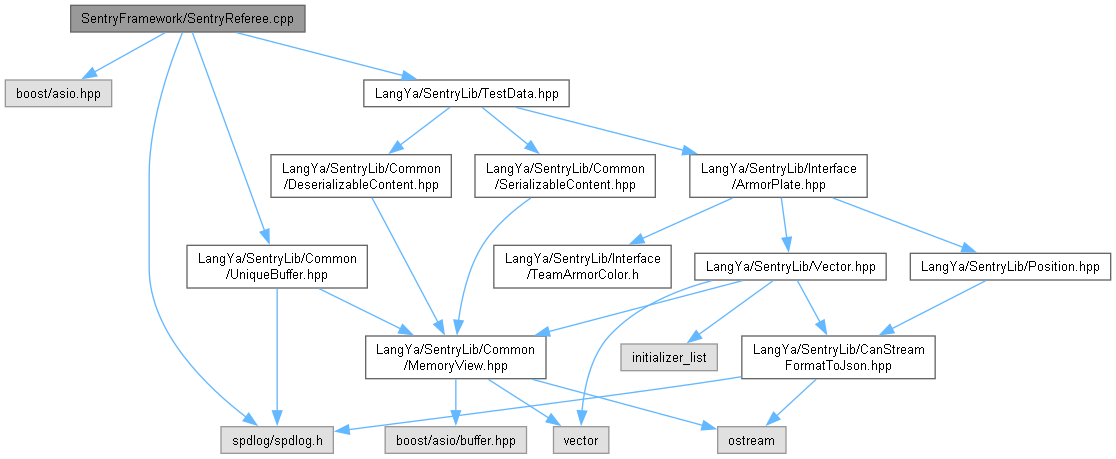 SentryFramework/SentryReferee.cpp
boost/asio.hpp
LangYa/SentryLib/TestData.hpp
LangYa/SentryLib/Common
/DeserializableContent.hpp
LangYa/SentryLib/Common
/SerializableContent.hpp
LangYa/SentryLib/Interface
/ArmorPlate.hpp
LangYa/SentryLib/Common
/UniqueBuffer.hpp
LangYa/SentryLib/Interface
/TeamArmorColor.h
LangYa/SentryLib/Vector.hpp
LangYa/SentryLib/Position.hpp
LangYa/SentryLib/Common
/MemoryView.hpp
initializer_list
LangYa/SentryLib/CanStream
FormatToJson.hpp
spdlog/spdlog.h
boost/asio/buffer.hpp
vector
ostream